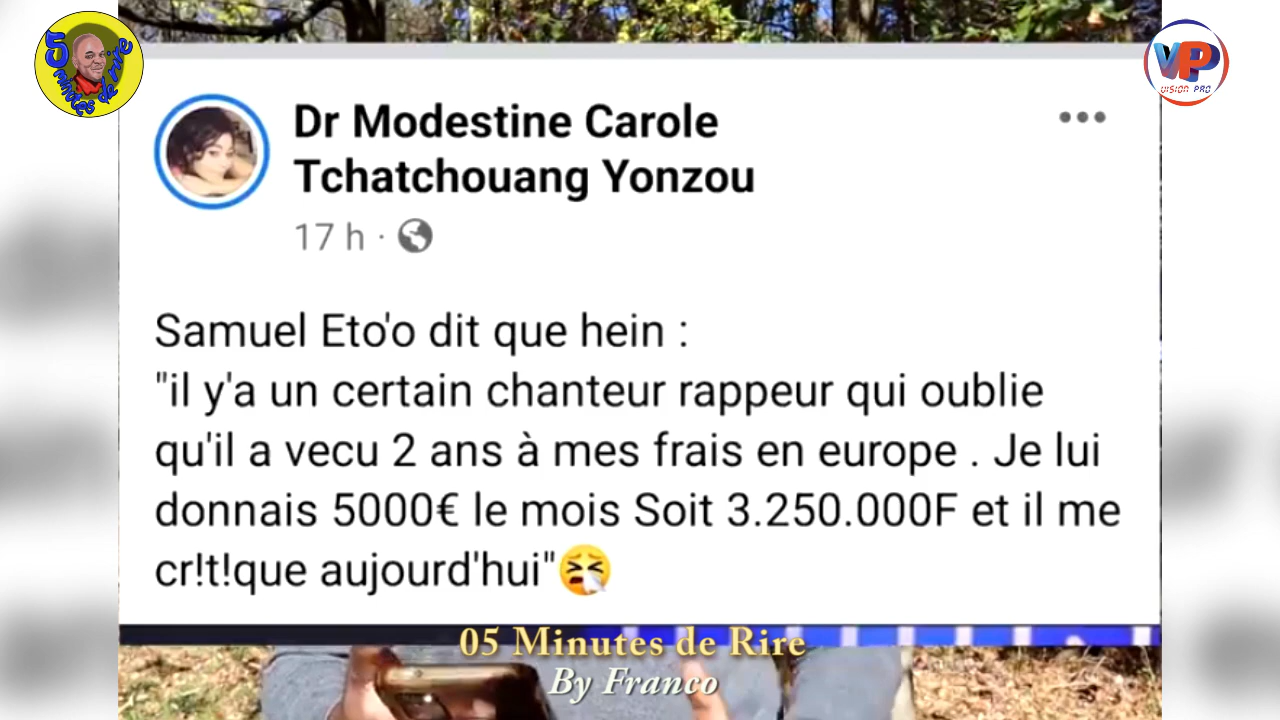 5 minutes de rire
VP
VISION PRO
Dr Modestine Carole
Tchatchouang Yonzou
17 h ·
Samuel Eto'o dit que hein :
"il y'a un certain chanteur rappeur qui oublie
qu'il a vecu 2 ans à mes frais en europe . Je lui
donnais 5000€ le mois Soit 3.250.000F et il me
cr!t!que aujourd'hui"🤧
05 Minutes de Rire
By Franco